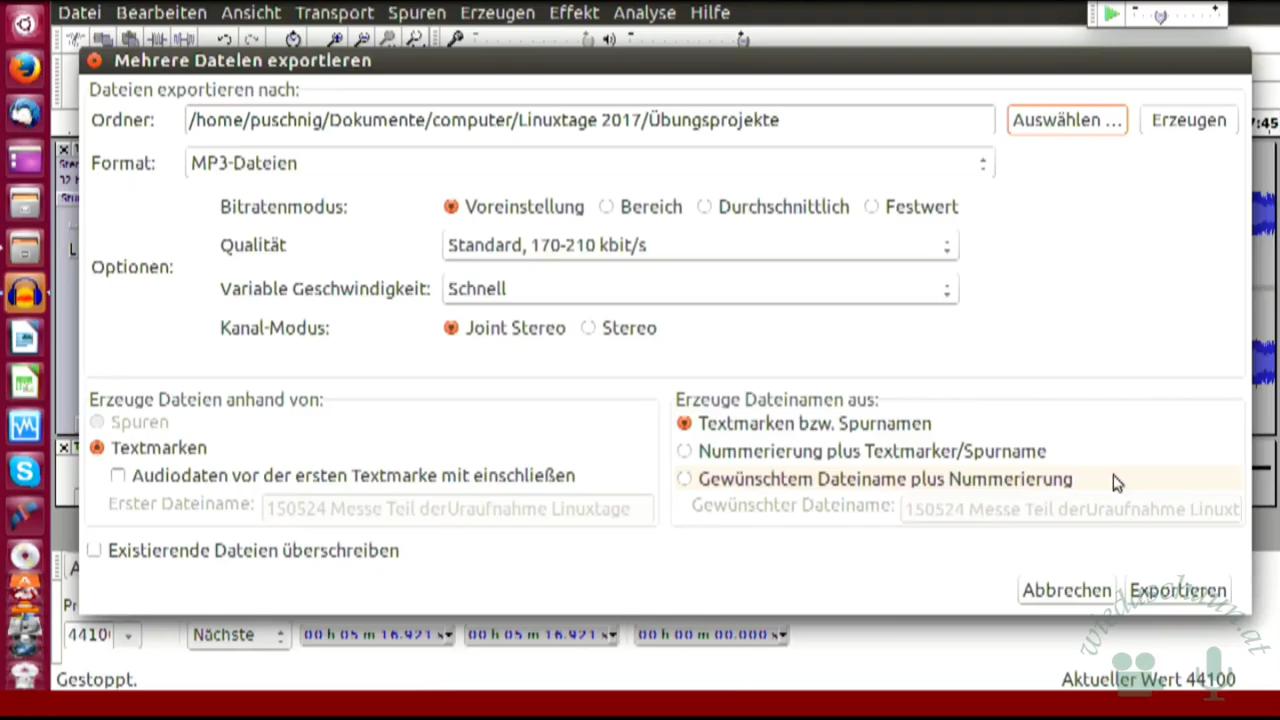 Datei Bearbeiten Ansicht Transport Spuren Erzeugen Effekt Analyse Hilfe
Mehrere Dateien exportieren
Dateien exportieren nach:
Ordner: /home/puschnig/Dokumente/computer/Linuxtage 2017/Übungsprojekte Auswählen ... Erzeugen
7:45
Format: MP3-Dateien
Bitratenmodus: Voreinstellung Bereich Durchschnittlich Festwert
Qualität Standard, 170-210 kbit/s
Optionen:
Variable Geschwindigkeit: Schnell
Kanal-Modus: Joint Stereo Stereo
Erzeuge Dateien anhand von: Erzeuge Dateinamen aus:
Spuren Textmarken bzw. Spurnamen
Textmarken Nummerierung plus Textmarker/Spurname
Audiodaten vor der ersten Textmarke mit einschließen Gewünschtem Dateiname plus Nummerierung
Erster Dateiname: 150524 Messe Teil derUraufnahme Linuxtage Gewünschter Dateiname: 150524 Messe Teil derUraufnahme Linuxt
Existierende Dateien überschreiben
Abbrechen Exportieren
44100 Nächste 00 h 05 m 16.921 s 00 h 05 m 16.921 s 00 h 00 m 00.000 s
Gestoppt. Aktueller Wert 44100
wiedaschaun.at